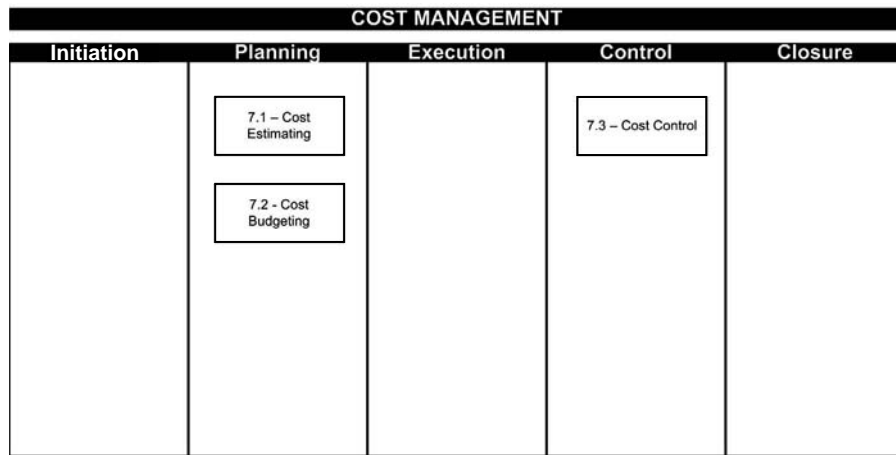 COST MANAGEMENT
Initiation Planning Execution Control Closure
7.1 – Cost
Estimating
7.3 – Cost Control
7.2 - Cost
Budgeting